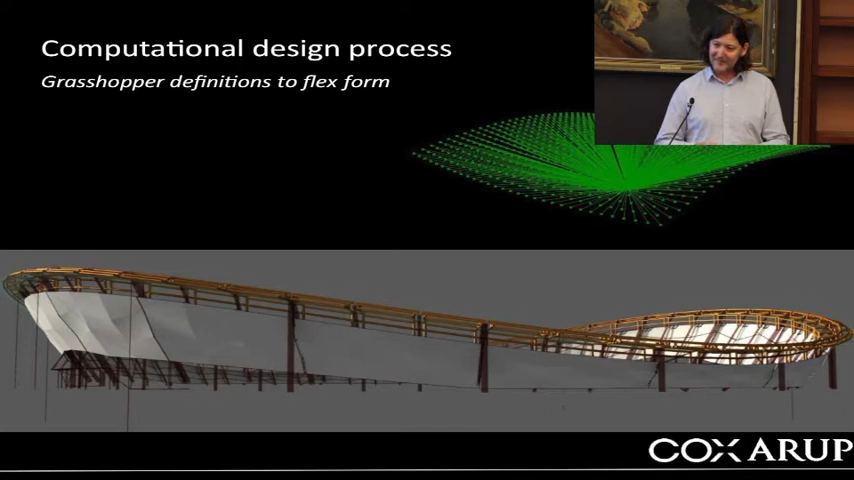 Computational design process
Grasshopper definitions to flex form
COX ARUP